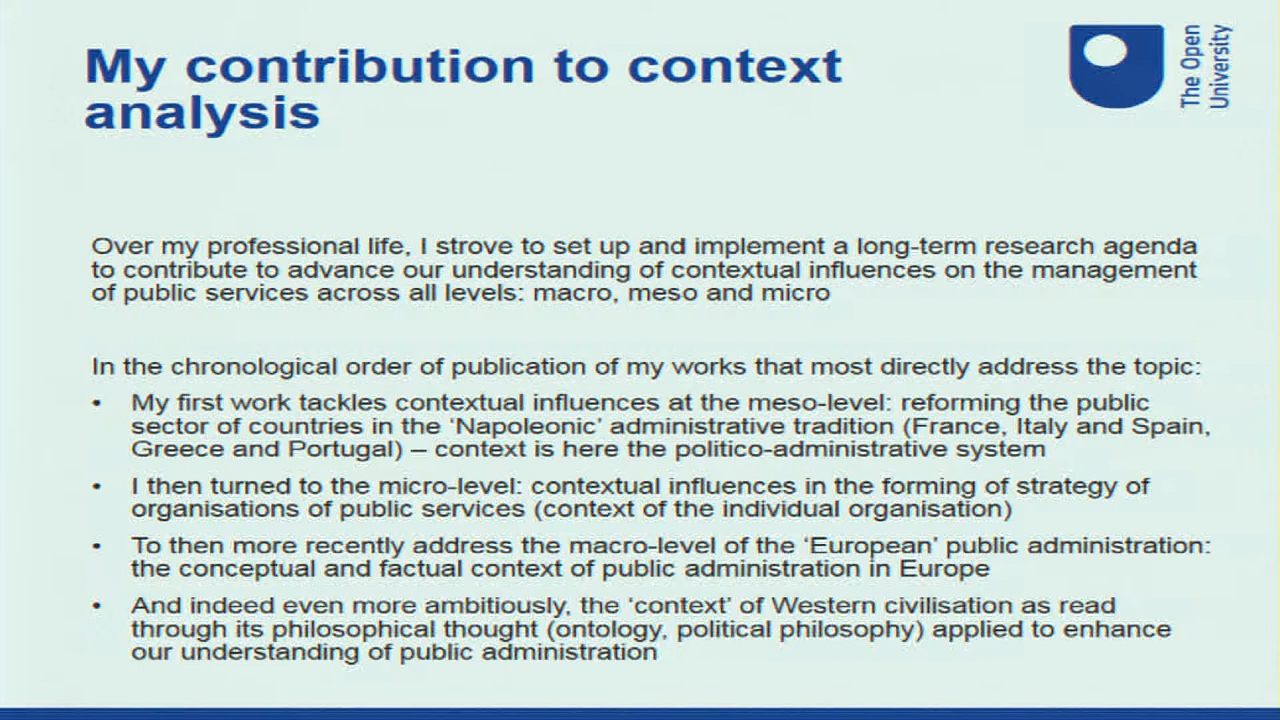 My contribution to context
analysis
The Open
University
Over my professional life, I strove to set up and implement a long-term research agenda
to contribute to advance our understanding of contextual influences on the management
of public services across all levels: macro, meso and micro
In the chronological order of publication of my works that most directly address the topic:
• My first work tackles contextual influences at the meso-level: reforming the public
sector of countries in the ‘Napoleonic’ administrative tradition (France, Italy and Spain,
Greece and Portugal) – context is here the politico-administrative system
• I then turned to the micro-level: contextual influences in the forming of strategy of
organisations of public services (context of the individual organisation)
• To then more recently address the macro-level of the ‘European’ public administration:
the conceptual and factual context of public administration in Europe
• And indeed even more ambitiously, the ‘context’ of Western civilisation as read
through its philosophical thought (ontology, political philosophy) applied to enhance
our understanding of public administration